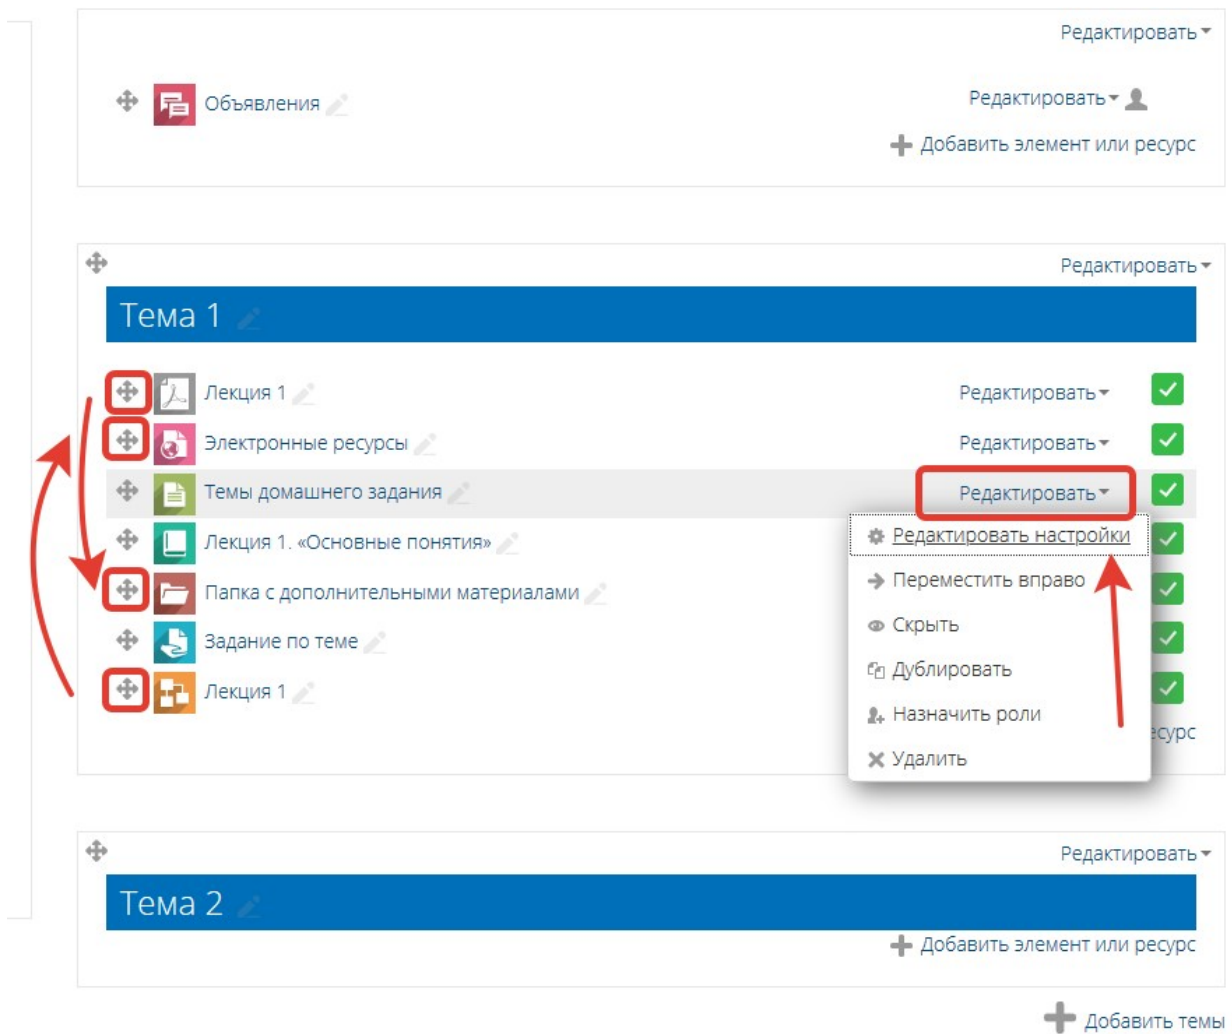 Редактировать
Объявления Редактировать
Добавить элемент или ресурс
Редактировать
Тема 1
Лекция 1 Редактировать
Электронные ресурсы Редактировать
Темы домашнего задания Редактировать
Редактировать настройки
Лекция 1. «Основные понятия»
Переместить вправо
Папка с дополнительными материалами
Скрыть
Задание по теме
Дублировать
Лекция 1
Назначить роли
Удалить
Редактировать
Тема 2
Добавить элемент или ресурс
Добавить темы